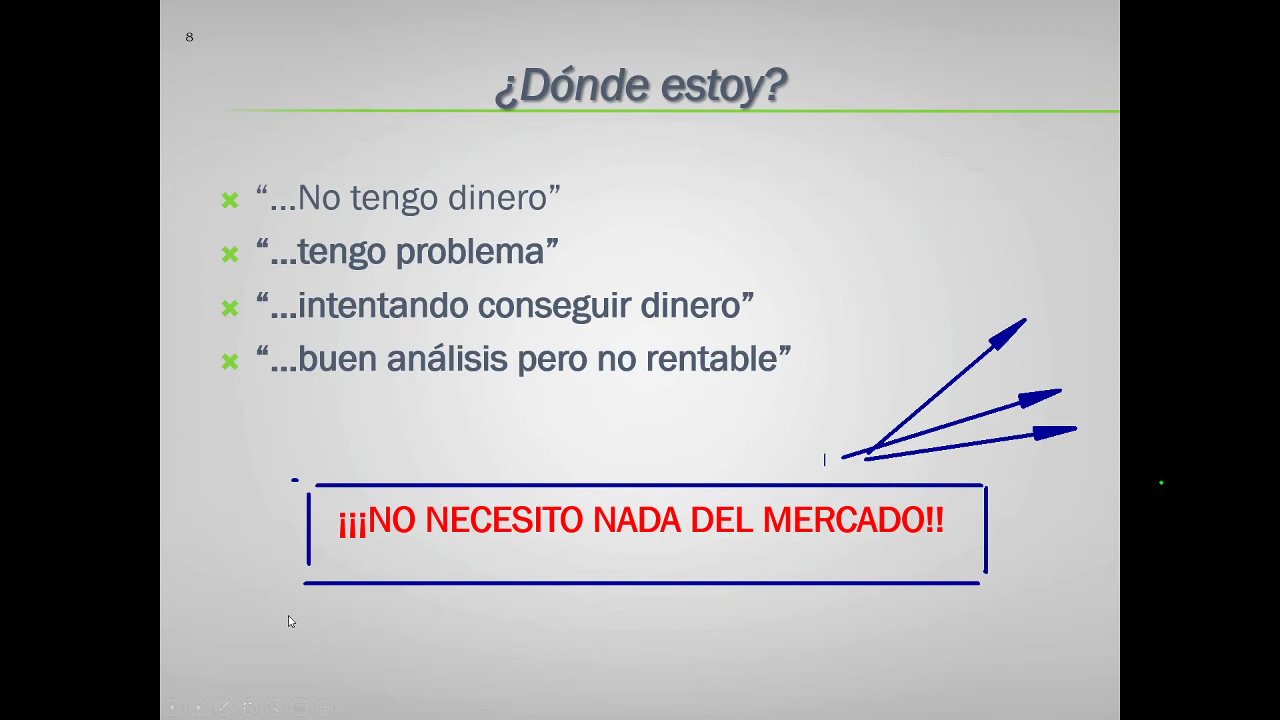 8
¿Dónde estoy?
“...No tengo dinero”
“...tengo problema”
“...intentando conseguir dinero”
“...buen análisis pero no rentable”
¡¡¡NO NECESITO NADA DEL MERCADO!!